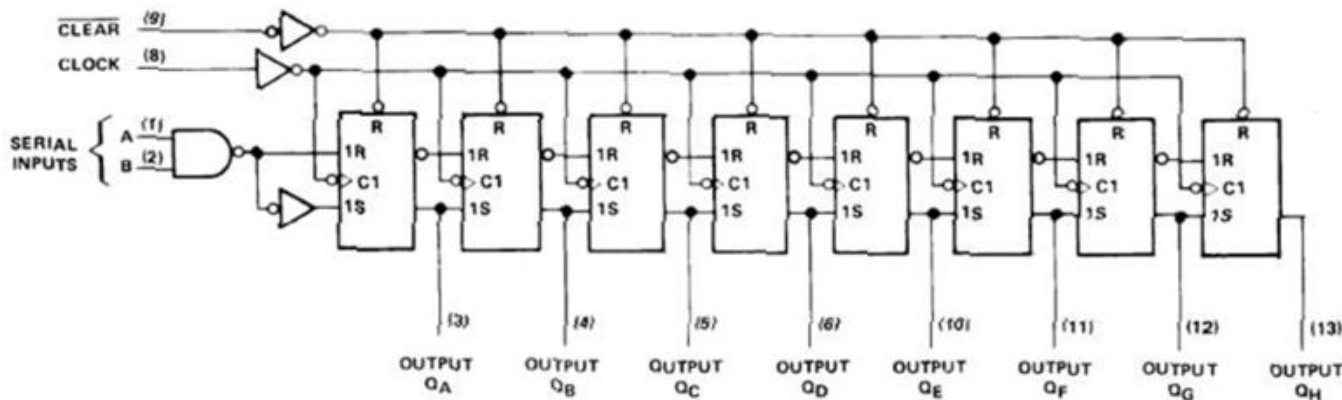 CLEAR (9)
CLOCK (8)
SERIAL INPUTS A (1) B (2)
R R R R R R R R
1R 1R 1R 1R 1R 1R 1R 1R
C1 C1 C1 C1 C1 C1 C1 C1
1S 1S 1S 1S 1S 1S 1S 1S
(3) (4) (5) (6) (10) (11) (12) (13)
OUTPUT OUTPUT OUTPUT OUTPUT OUTPUT OUTPUT OUTPUT OUTPUT
QA QB QC QD QE QF QG QH